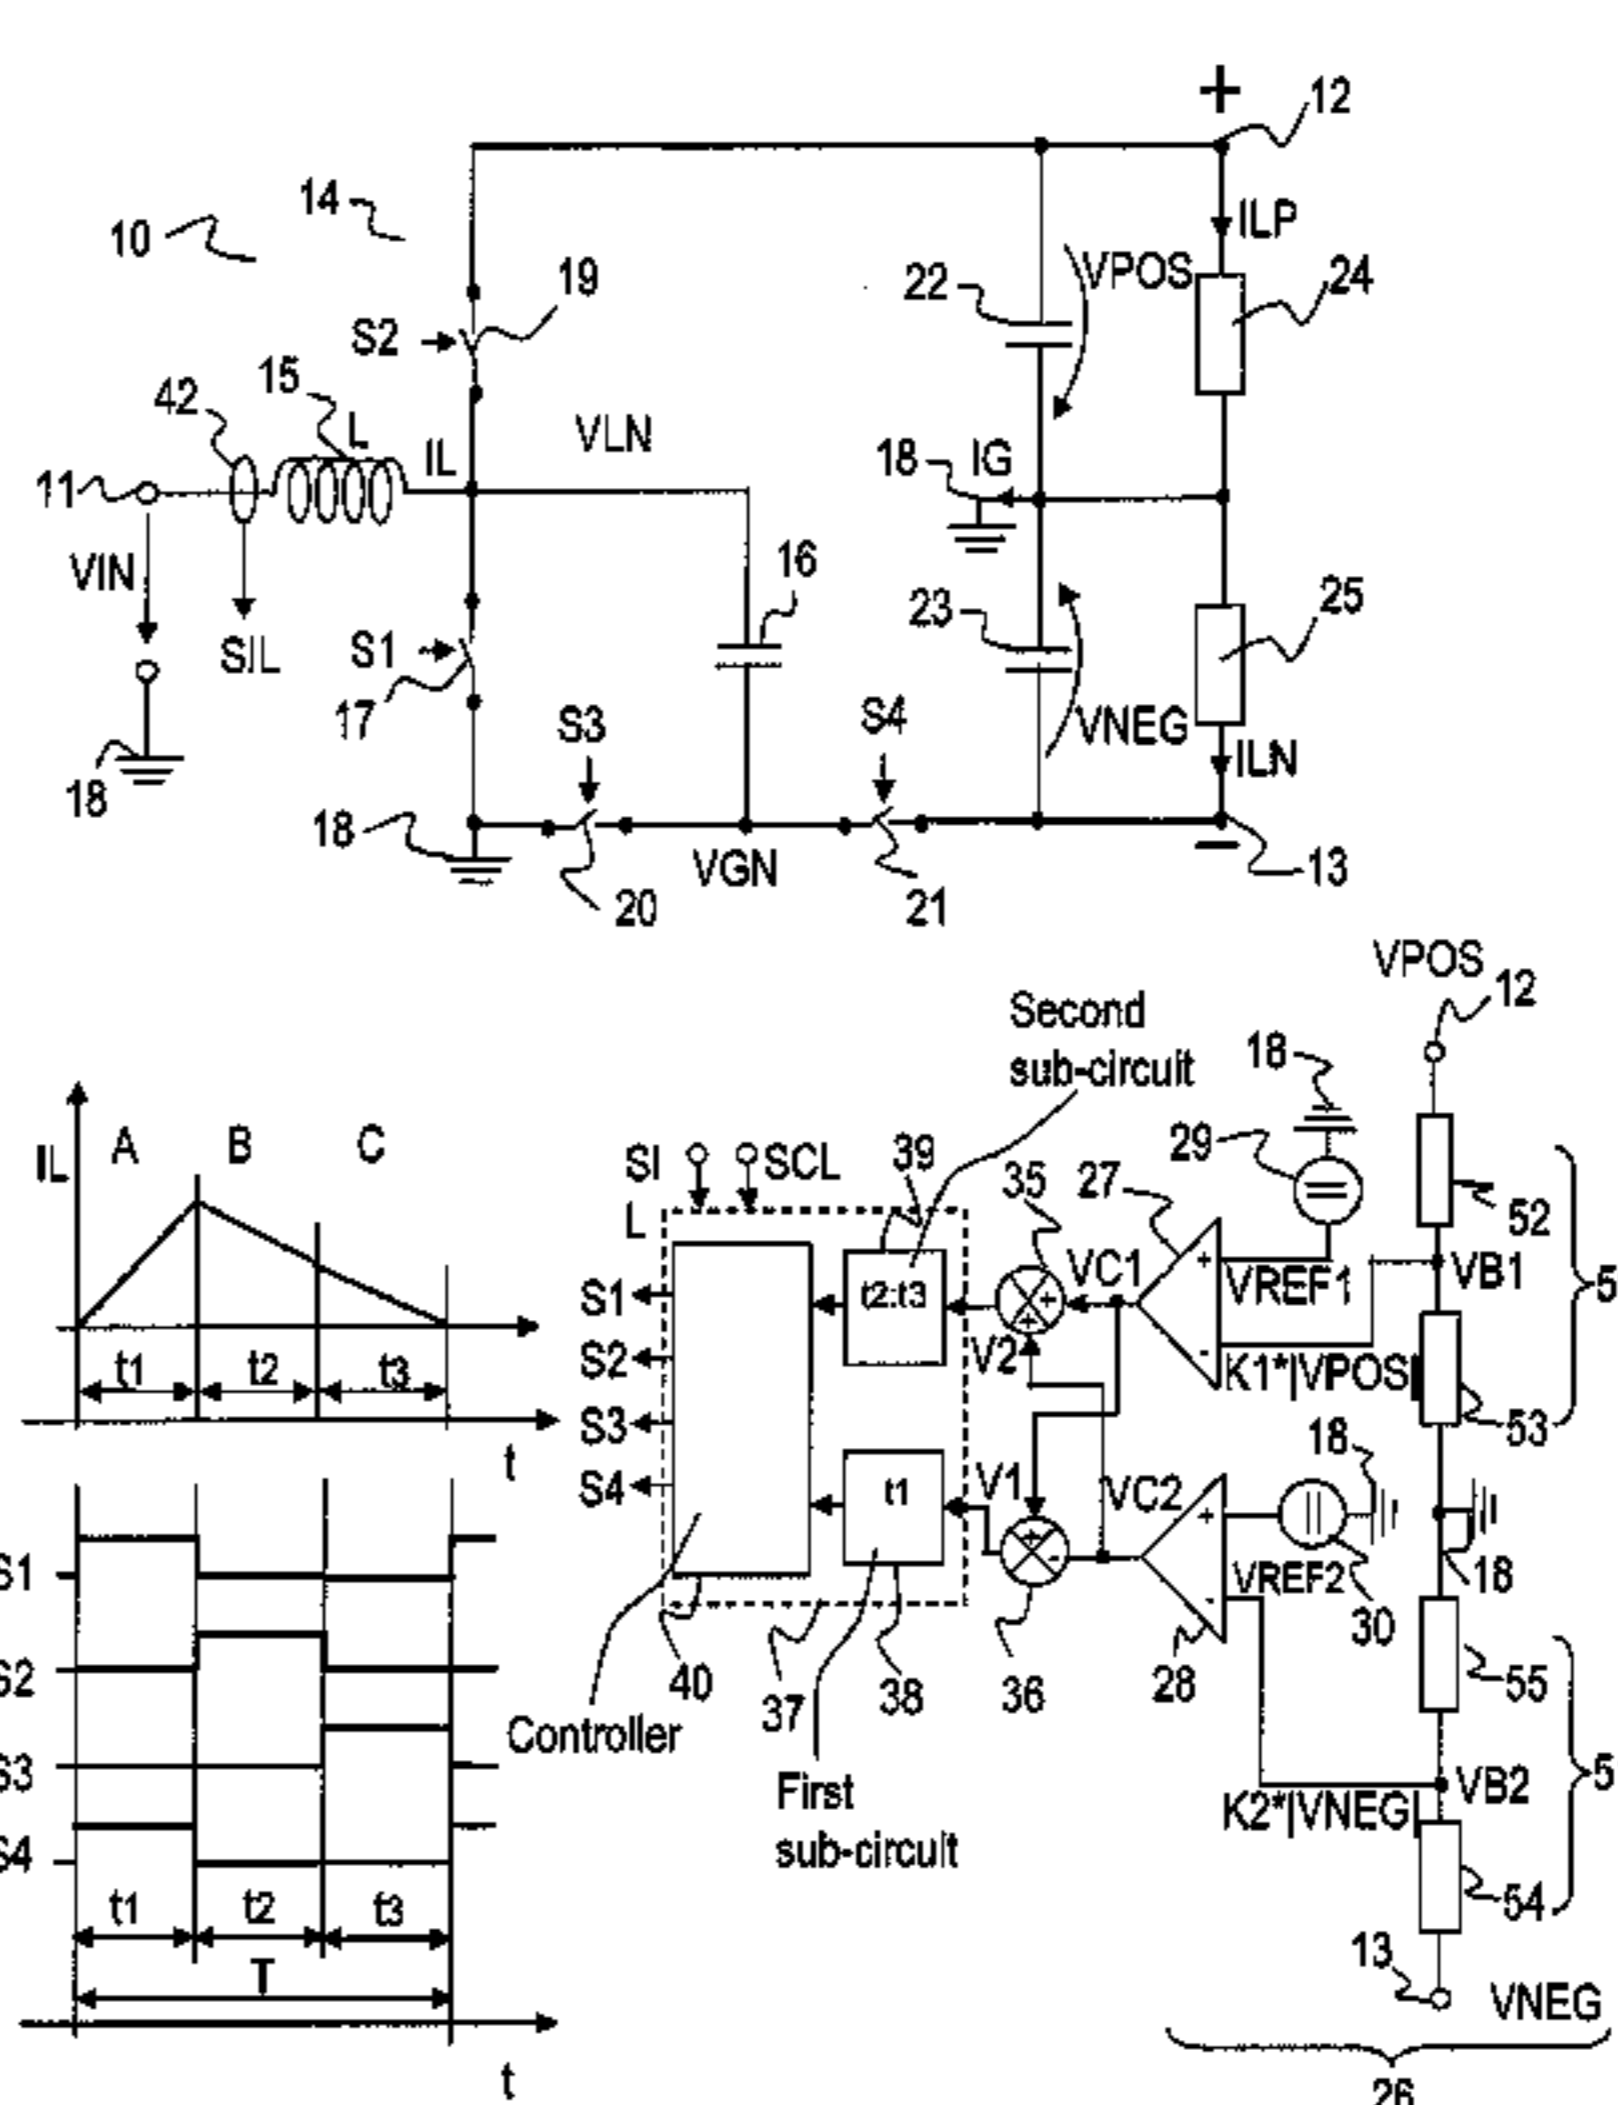 +
12
14
10
ILP
19
22
VPOS
24
S2
15
42
L
IL
VLN
18
IG
11
VIN
16
23
25
SIL
S1
17
S3
S4
VNEG
ILN
18
18
VGN
13
20
21
VPOS
12
Second
sub-circuit
18
A
B
C
IL
SI
SCL
39
35
27
29
52
L
VC1
+
VREF1
VB1
5
S1
t2:t3
+
+
t1
t2
t3
S2
V2
-
K1*|VPOS|
53
S3
18
t
S4
t1
V1
VC2
+
+
-
VREF2
18
S1
-
30
28
55
S2
40
37
38
36
Controller
S3
First
sub-circuit
VB2
5
K2*|VNEG|
S4
54
t1
t2
t3
13
T
VNEG
t
26